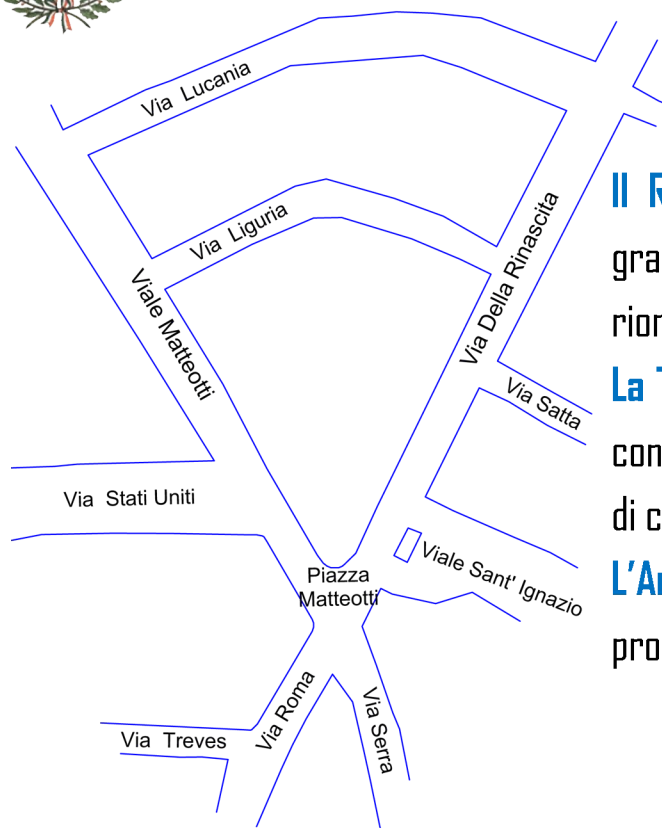 Via Lucania
Via Liguria
Viale Matteotti
Via Della Rinascita
Via Satta
Via Stati Uniti
Viale Sant' Ignazio
Piazza
Matteotti
Via Roma
Via Serra
Via Treves
Il
gra
rion
La
con
di c
L'A
pro